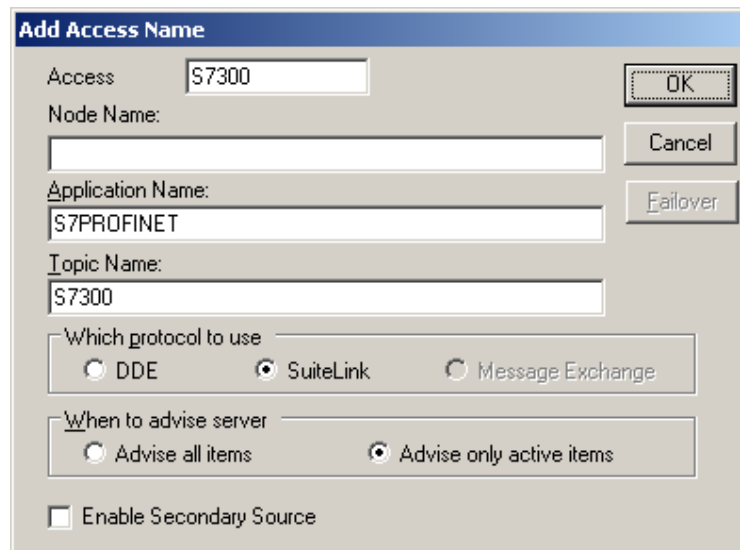 Add Access Name
Access S7300 OK
Node Name:
Cancel
Application Name:
S7PROFINET Failover
Topic Name:
S7300
Which protocol to use
DDE SuiteLink Message Exchange
When to advise server
Advise all items Advise only active items
Enable Secondary Source